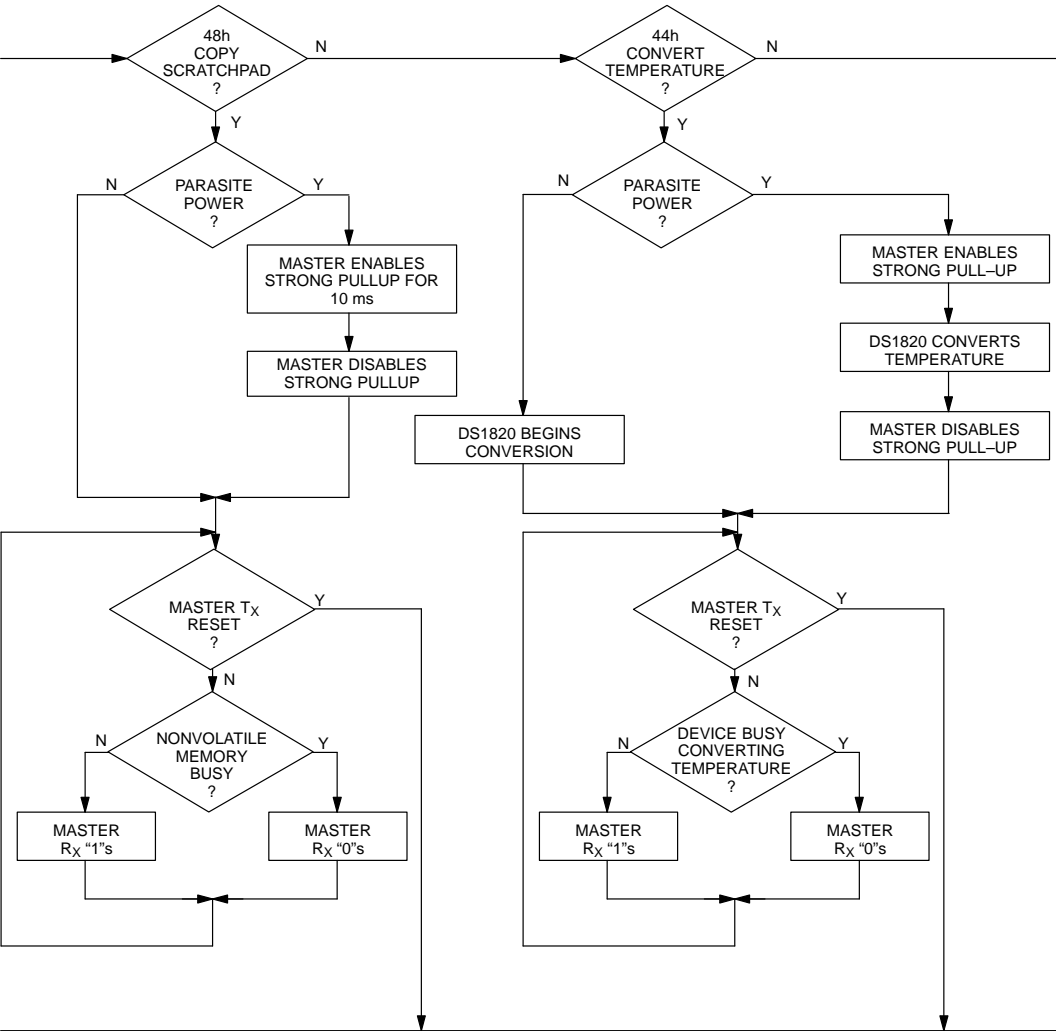 48h
COPY
SCRATCHPAD
?
N
Y
44h
CONVERT
TEMPERATURE
?
N
Y
N
PARASITE
POWER
?
Y
MASTER ENABLES
STRONG PULLUP FOR
10 ms
MASTER DISABLES
STRONG PULLUP
N
PARASITE
POWER
?
Y
MASTER ENABLES
STRONG PULL–UP
DS1820 CONVERTS
TEMPERATURE
MASTER DISABLES
STRONG PULL–UP
DS1820 BEGINS
CONVERSION
MASTER TX
RESET
?
Y
N
NONVOLATILE
MEMORY
BUSY
?
N
Y
MASTER
RX “1”s
MASTER
RX “0”s
MASTER TX
RESET
?
Y
N
DEVICE BUSY
CONVERTING
TEMPERATURE
?
N
Y
MASTER
RX “1”s
MASTER
RX “0”s